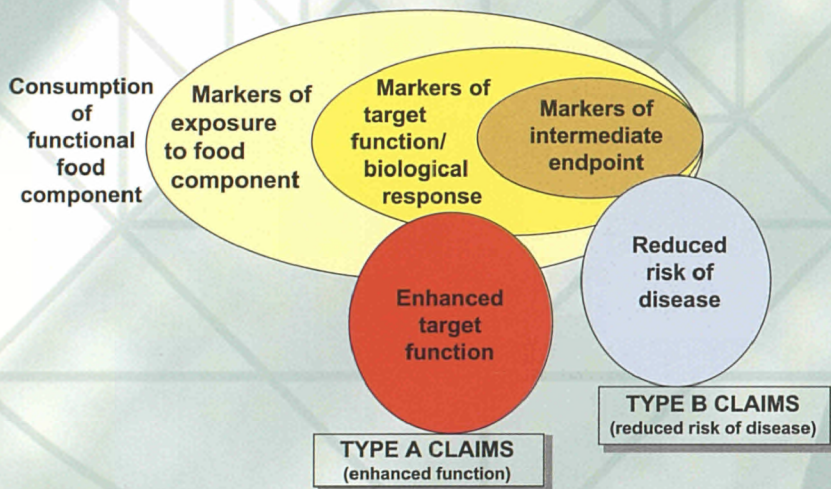 Consumption
of
functional
food
component
Markers of
exposure
to food
component
Markers of
target
function/
biological
response
Markers of
intermediate
endpoint
Enhanced
target
function
Reduced
risk of
disease
TYPE A CLAIMS
(enhanced function)
TYPE B CLAIMS
(reduced risk of disease)